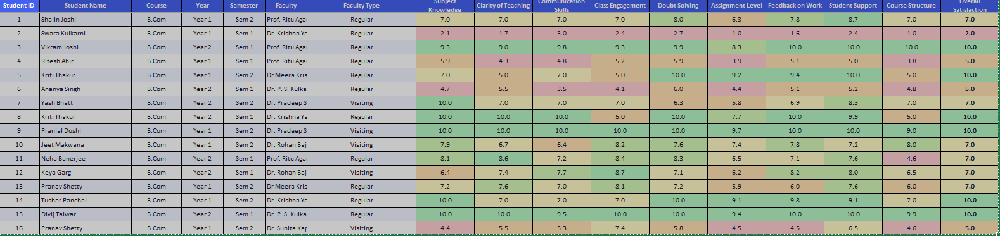 Student ID Student Name Course Year Semester Faculty Faculty Type Subject Knowledge Clarity of Teaching Communication Skills Class Engagement Doubt Solving Assignment Level Feedback on Work Student Support Course Structure Overall Satisfaction
1 Shalin Joshi B.Com Year 1 Sem 2 Prof. Ritu Aga Regular 7.0 7.0 7.0 7.0 8.0 6.3 7.8 8.7 7.0 7.0
2 Swara Kulkarni B.Com Year 1 Sem 1 Dr. Krishna Ya Regular 2.1 1.7 3.0 2.4 2.7 1.0 1.6 2.4 1.0 2.0
3 Vikram Joshi B.Com Year 2 Sem 1 Prof. Ritu Aga Regular 9.3 9.0 9.8 9.3 9.9 8.3 10.0 10.0 10.0 10.0
4 Ritesh Ahir B.Com Year 1 Sem 1 Prof. Ritu Aga Regular 5.9 4.3 4.8 5.2 5.9 3.9 5.1 5.0 3.8 5.0
5 Kriti Thakur B.Com Year 1 Sem 2 Dr Meera Kris Regular 7.0 5.0 7.0 5.0 10.0 9.2 9.4 10.0 5.0 10.0
6 Ananya Singh B.Com Year 2 Sem 1 Dr. P. S. Kulka Regular 4.7 5.5 3.5 4.1 6.0 4.4 5.1 5.2 4.8 5.0
7 Yash Bhatt B.Com Year 2 Sem 2 Dr. Pradeep S Visiting 10.0 7.0 7.0 7.0 6.3 5.8 6.9 8.3 7.0 7.0
8 Kriti Thakur B.Com Year 2 Sem 1 Dr. Krishna Ya Regular 10.0 10.0 10.0 5.0 10.0 7.7 10.0 9.9 5.0 10.0
9 Pranjal Doshi B.Com Year 1 Sem 2 Dr. Pradeep S Visiting 10.0 10.0 10.0 10.0 10.0 9.7 10.0 10.0 9.0 10.0
10 Jeet Makwana B.Com Year 1 Sem 2 Dr. Rohan Baj Visiting 7.9 6.7 6.4 8.2 7.6 7.4 7.8 7.2 8.0 7.0
11 Neha Banerjee B.Com Year 2 Sem 1 Prof. Ritu Aga Regular 8.1 8.6 7.2 8.4 8.3 6.5 7.1 7.6 4.6 7.0
12 Keya Garg B.Com Year 2 Sem 1 Dr. Rohan Baj Visiting 6.4 7.4 7.7 8.7 7.1 6.2 8.2 8.0 6.5 7.0
13 Pranav Shetty B.Com Year 1 Sem 2 Dr Meera Kris Regular 7.2 7.6 7.0 8.1 7.2 5.9 6.0 7.6 6.0 7.0
14 Tushar Panchal B.Com Year 1 Sem 2 Dr. Krishna Ya Regular 10.0 7.0 7.0 7.0 10.0 9.1 9.8 9.1 7.0 10.0
15 Divij Talwar B.Com Year 2 Sem 1 Dr. P. S. Kulka Regular 10.0 10.0 9.5 10.0 10.0 9.4 10.0 10.0 9.9 10.0
16 Pranav Shetty B.Com Year 1 Sem 2 Dr. Sunita Kap Visiting 4.4 5.5 5.3 7.4 5.8 4.5 4.5 6.5 4.6 5.0